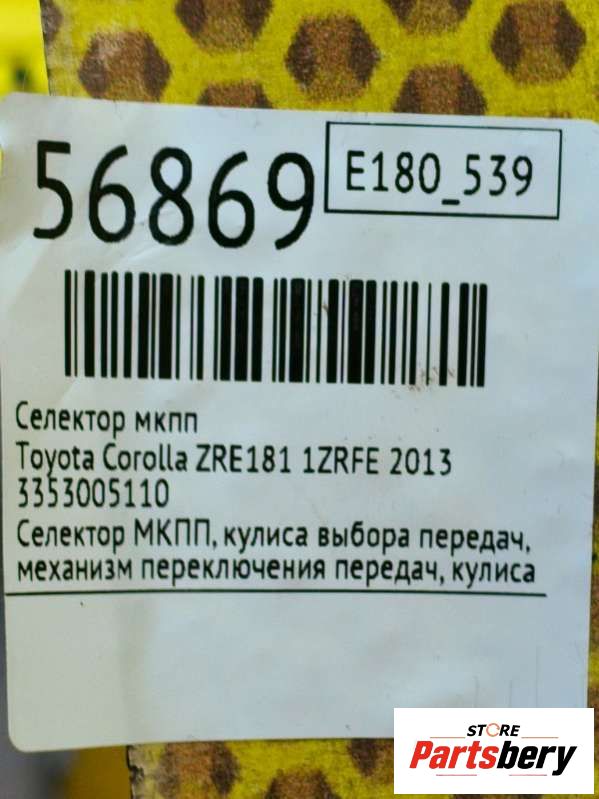 56869
E180_539
Селектор мкпп
Toyota Corolla ZRE181 1ZRFE 2013
3353005110
Селектор МКПП, кулиса выбора передач,
механизм переключения передач, кулиса
STORE
Partsbery